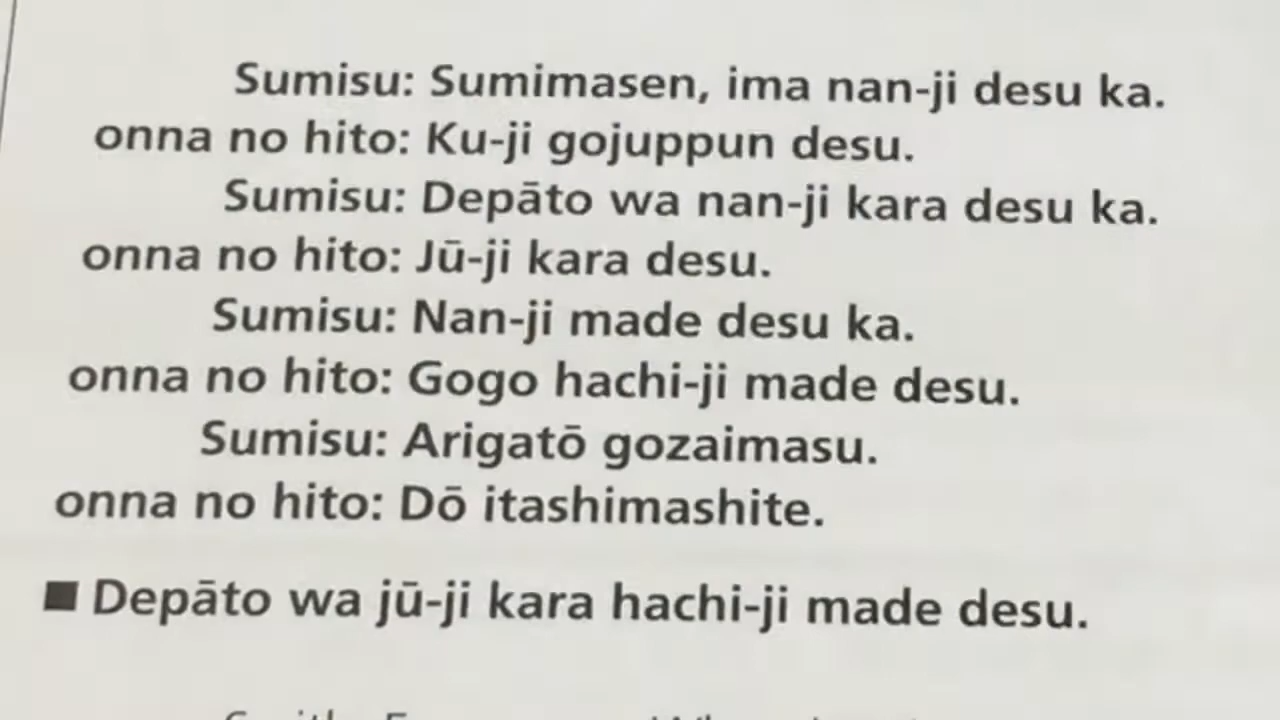 Sumisu: Sumimasen, ima nan-ji desu ka.
onna no hito: Ku-ji gojuppun desu.
Sumisu: Depāto wa nan-ji kara desu ka.
onna no hito: Jū-ji kara desu.
Sumisu: Nan-ji made desu ka.
onna no hito: Gogo hachi-ji made desu.
Sumisu: Arigatō gozaimasu.
onna no hito: Dō itashimashite.
■ Depāto wa jū-ji kara hachi-ji made desu.